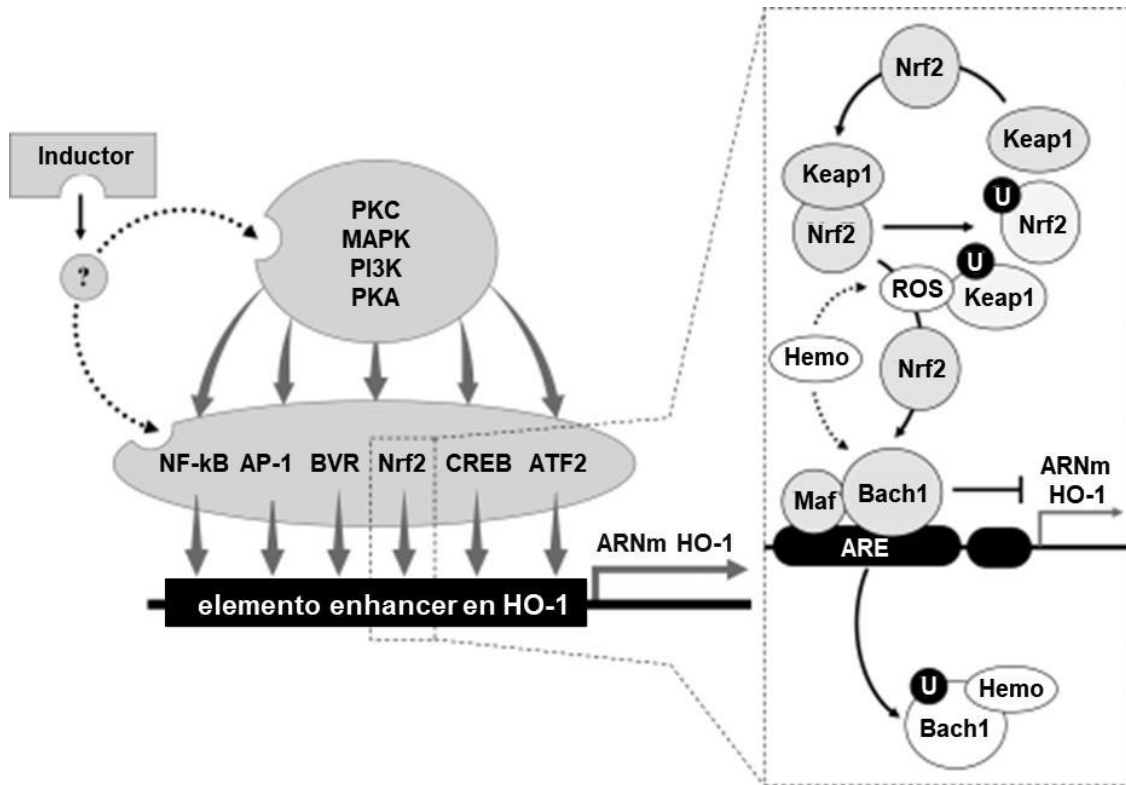 Inductor
?
PKC
MAPK
PI3K
PKA
NF-kB AP-1 BVR Nrf2 CREB ATF2
ARNm HO-1
elemento enhancer en HO-1
Nrf2
Keap1
Keap1
Nrf2
U
Nrf2
U
ROS
Keap1
Hemo
Nrf2
Maf
Bach1
ARNm
HO-1
ARE
U
Hemo
Bach1